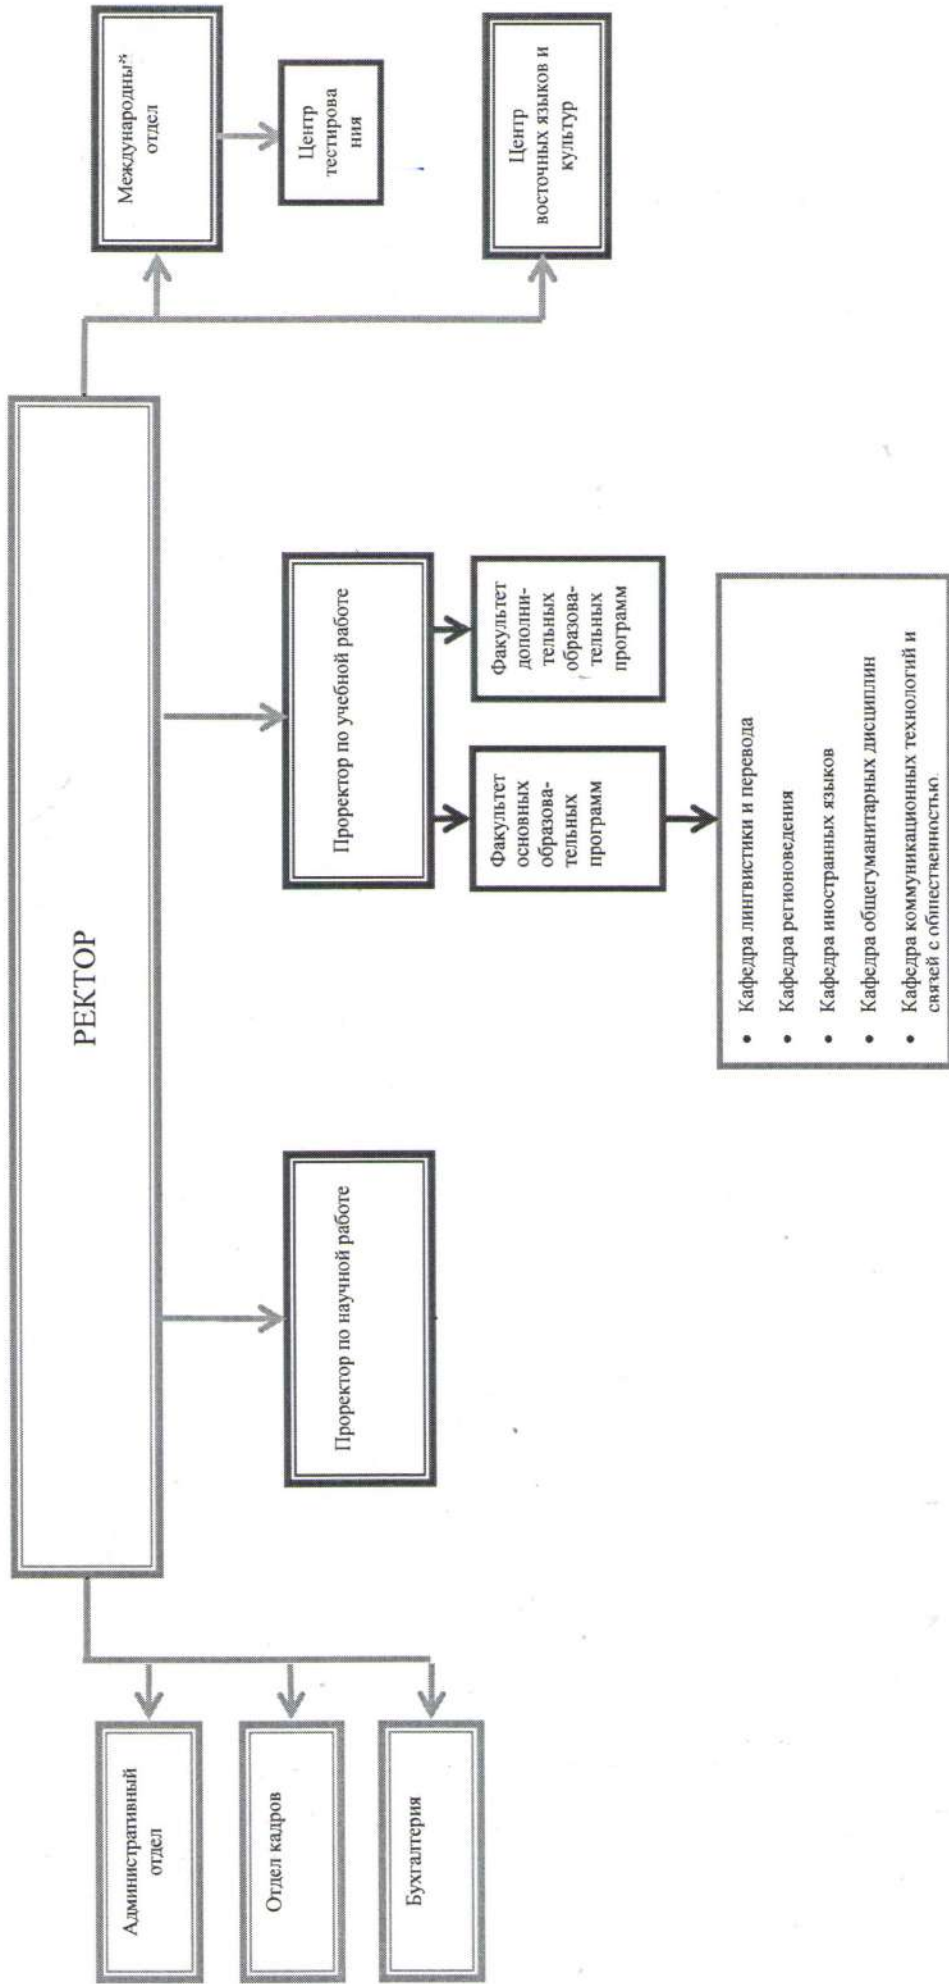 РЕКТОР
Административный
отдел
Отдел кадров
Бухгалтерия
Проректор по научной работе
Проректор по учебной работе
Факультет
основных
образова-
тельных
программ
Факультет
дополни-
тельных
образова-
тельных
программ
• Кафедра лингвистики и перевода
• Кафедра регионоведения
• Кафедра иностранных языков
• Кафедра общегуманитарных дисциплин
• Кафедра коммуникационных технологий и
связей с общественностью.
Международный
отдел
Центр
тестирова
ния
Центр
восточных языков и
культур